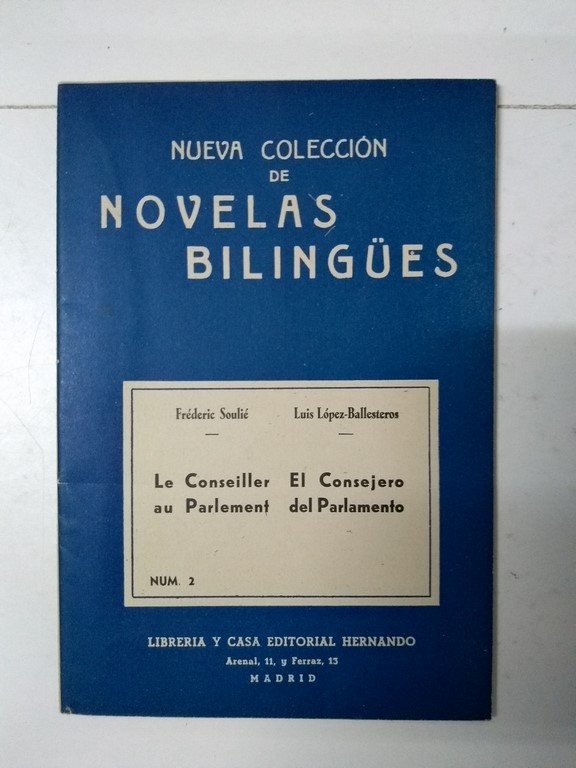 NUEVA COLECCIÓN
DE
NOVELAS
BILINGÜES
Fréderic Soulié
Luis López-Ballesteros
Le Conseiller
au Parlement
El Consejero
del Parlamento
NUM. 2
LIBRERIA Y CASA EDITORIAL HERNANDO
Arenal, 11, y Ferraz, 13
MADRID